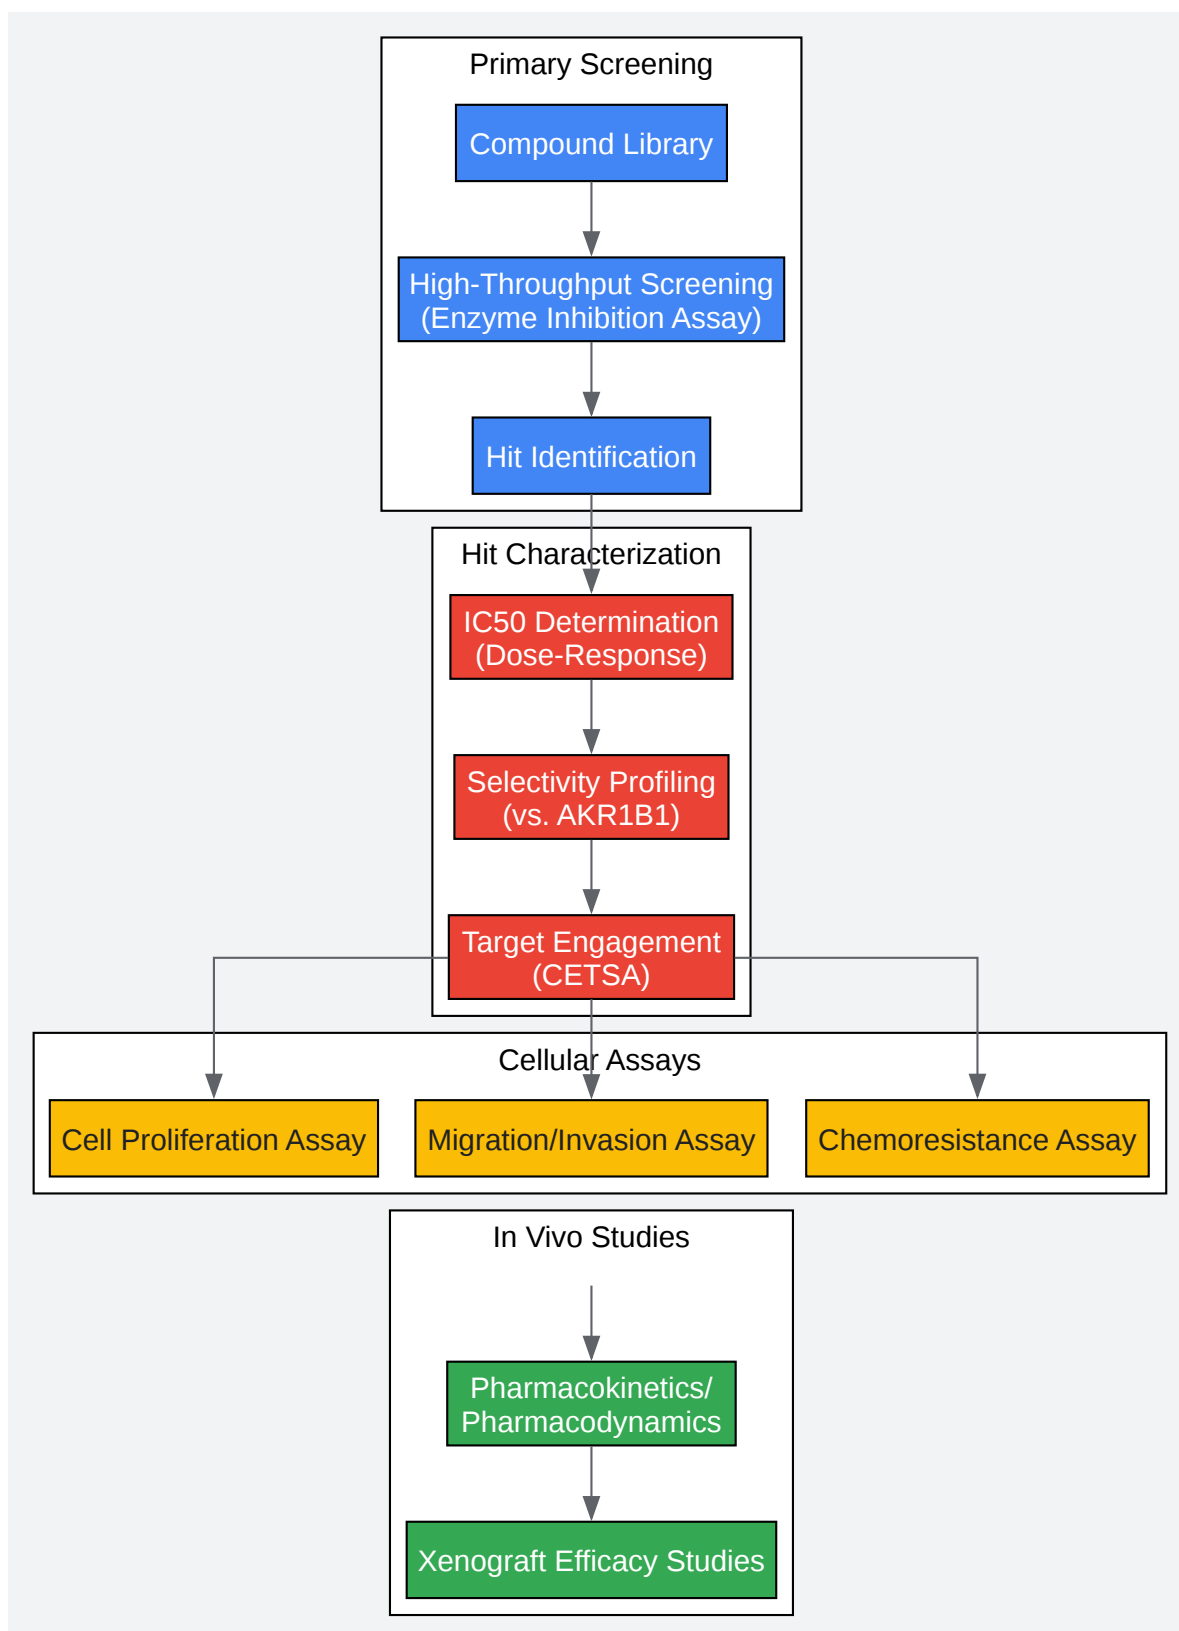 Primary Screening
Compound Library
High-Throughput Screening
(Enzyme Inhibition Assay)
Hit Identification
Hit Characterization
IC50 Determination
(Dose-Response)
Selectivity Profiling
(vs. AKR1B1)
Target Engagement
(CETSA)
Cellular Assays
Cell Proliferation Assay
Migration/Invasion Assay
Chemoresistance Assay
In Vivo Studies
Pharmacokinetics/
Pharmacodynamics
Xenograft Efficacy Studies